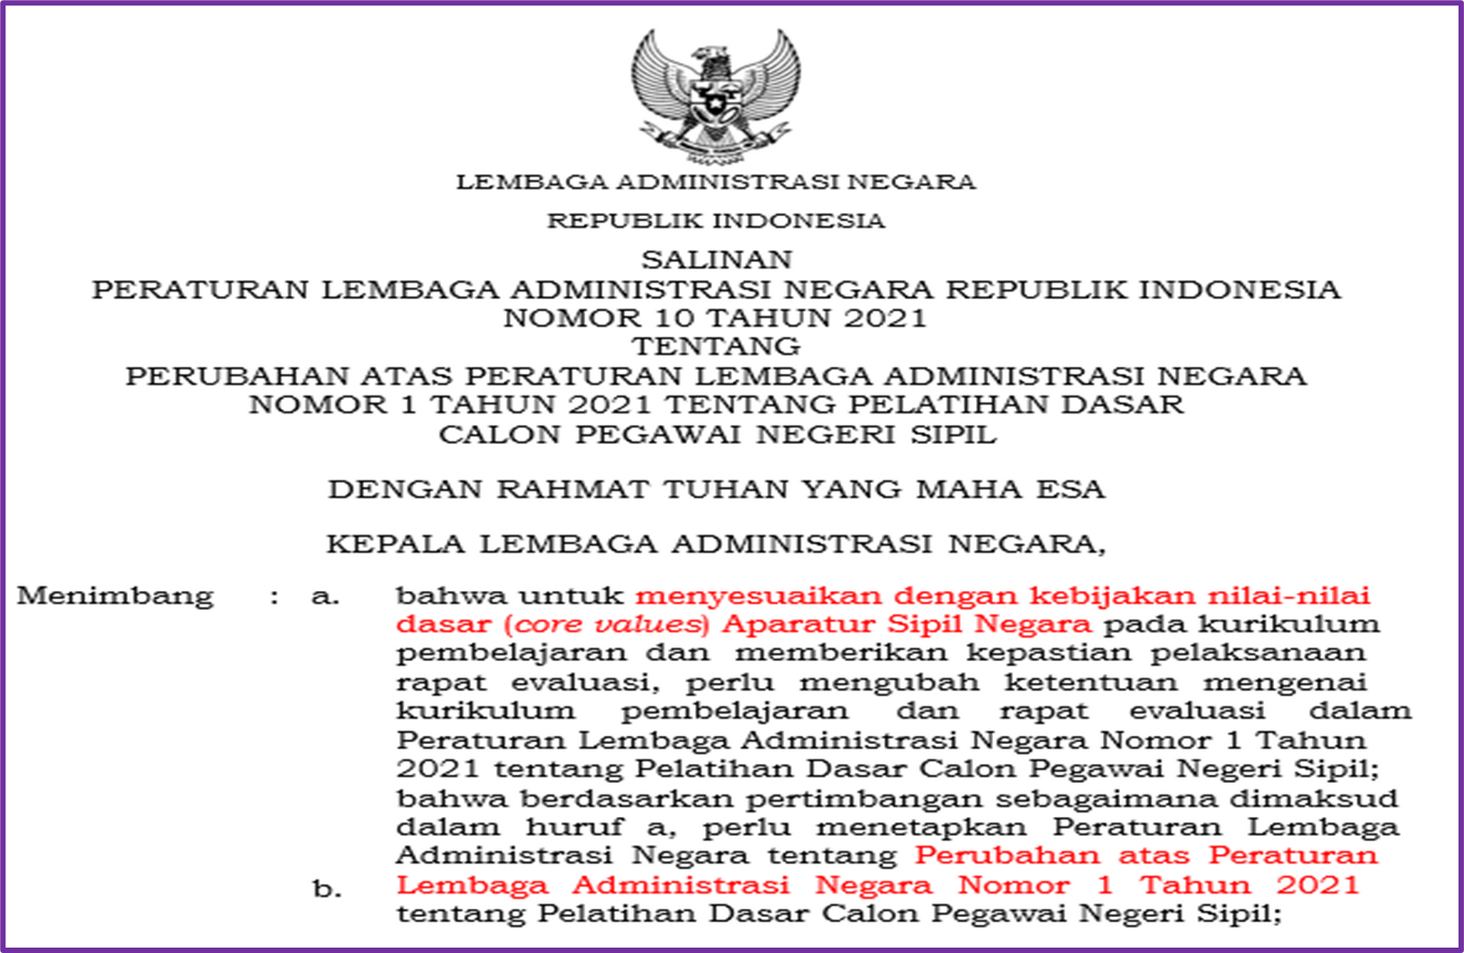 LEMBAGA ADMINISTRASI NEGARA
REPUBLIK INDONESIA
SALINAN
PERATURAN LEMBAGA ADMINISTRASI NEGARA REPUBLIK INDONESIA
NOMOR 10 TAHUN 2021
TENTANG
PERUBAHAN ATAS PERATURAN LEMBAGA ADMINISTRASI NEGARA
NOMOR 1 TAHUN 2021 TENTANG PELATIHAN DASAR
CALON PEGAWAI NEGERI SIPIL
DENGAN RAHMAT TUHAN YANG MAHA ESA
KEPALA LEMBAGA ADMINISTRASI NEGARA,
Menimbang : a. bahwa untuk menyesuaikan dengan kebijakan nilai-nilai
dasar (core values) Aparatur Sipil Negara pada kurikulum
pembelajaran dan memberikan kepastian pelaksanaan
rapat evaluasi, perlu mengubah ketentuan mengenai
kurikulum pembelajaran dan rapat evaluasi dalam
Peraturan Lembaga Administrasi Negara Nomor 1 Tahun
2021 tentang Pelatihan Dasar Calon Pegawai Negeri Sipil;
bahwa berdasarkan pertimbangan sebagaimana dimaksud
dalam huruf a, perlu menetapkan Peraturan Lembaga
Administrasi Negara tentang Perubahan atas Peraturan
b. Lembaga Administrasi Negara Nomor 1 Tahun 2021
tentang Pelatihan Dasar Calon Pegawai Negeri Sipil;